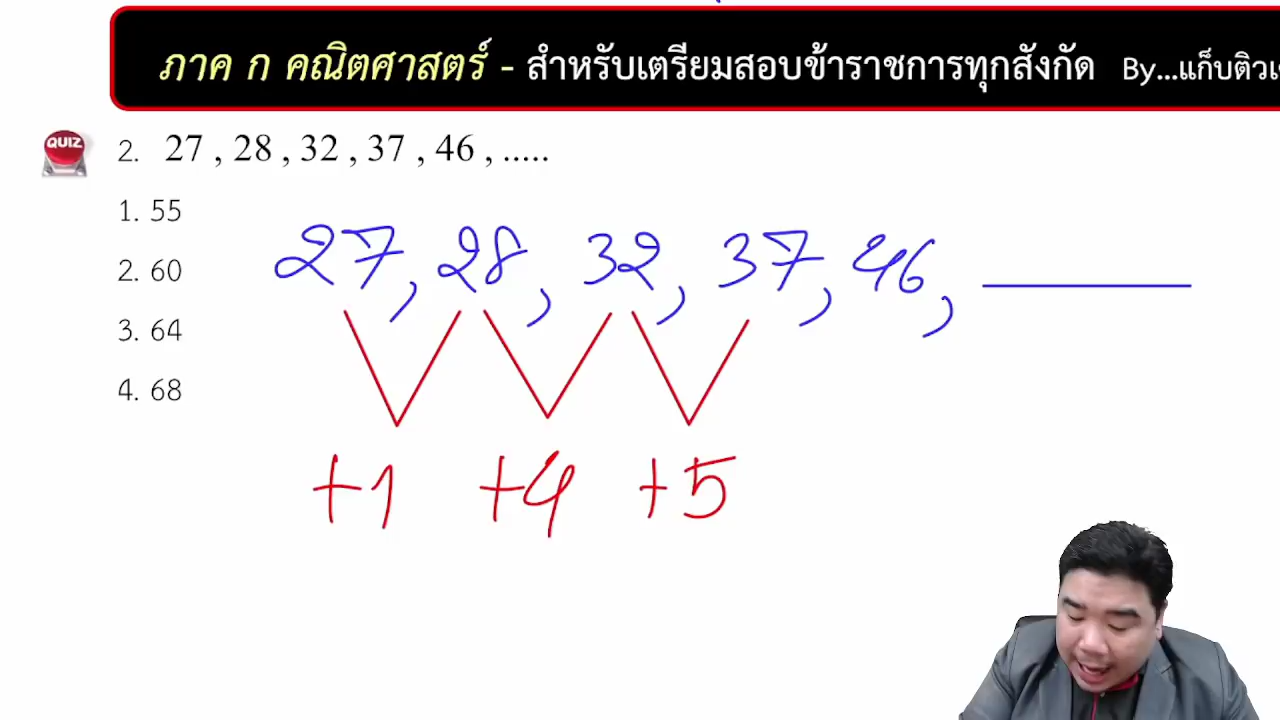 ภาค ก คณิตศาสตร์ - สำหรับเตรียมสอบข้าราชการทุกสังกัด By...แก็บติวเ
QUIZ 2. 27 , 28 , 32 , 37 , 46 , .....
1. 55
27, 28, 32, 37, 46, ______
2. 60
3. 64
4. 68
+1 +4 +5